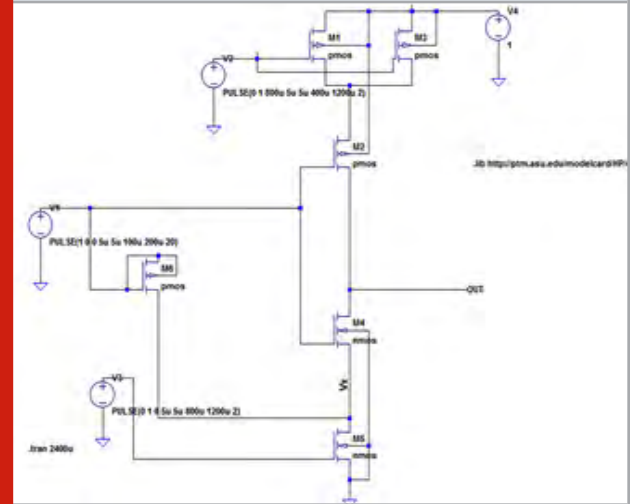 V4
M1
M3
pmos
pmos
V2
1
PULSE(0 1 800u 5u 5u 400u 1200u 2)
M2
pmos
.lib http://ptm.asu.edu/modelcard/HP/
V1
PULSE(1 0 0 5u 5u 100u 200u 20)
M6
pmos
OUT
M4
nmos
Vx
V3
PULSE(0 1 0 5u 5u 800u 1200u 2)
M5
nmos
.tran 2400u